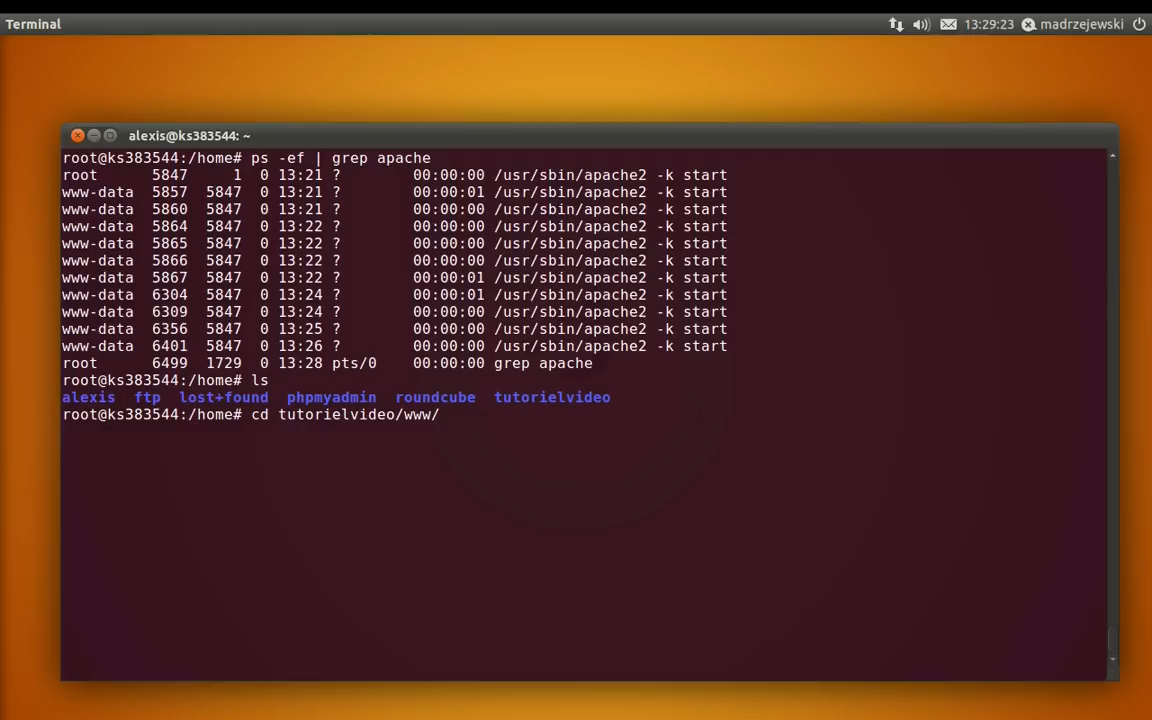 Terminal
13:29:23 madrzejewski
alexis@ks383544: ~
root@ks383544:/home# ps -ef | grep apache
root      5847     1  0 13:21 ?        00:00:00 /usr/sbin/apache2 -k start
www-data  5857  5847  0 13:21 ?        00:00:01 /usr/sbin/apache2 -k start
www-data  5860  5847  0 13:21 ?        00:00:00 /usr/sbin/apache2 -k start
www-data  5864  5847  0 13:22 ?        00:00:00 /usr/sbin/apache2 -k start
www-data  5865  5847  0 13:22 ?        00:00:00 /usr/sbin/apache2 -k start
www-data  5866  5847  0 13:22 ?        00:00:00 /usr/sbin/apache2 -k start
www-data  5867  5847  0 13:22 ?        00:00:01 /usr/sbin/apache2 -k start
www-data  6304  5847  0 13:24 ?        00:00:01 /usr/sbin/apache2 -k start
www-data  6309  5847  0 13:24 ?        00:00:00 /usr/sbin/apache2 -k start
www-data  6356  5847  0 13:25 ?        00:00:00 /usr/sbin/apache2 -k start
www-data  6401  5847  0 13:26 ?        00:00:00 /usr/sbin/apache2 -k start
root      6499  1729  0 13:28 pts/0    00:00:00 grep apache
root@ks383544:/home# ls
alexis  ftp  lost+found  phpmyadmin  roundcube  tutorielvideo
root@ks383544:/home# cd tutorielvideo/www/